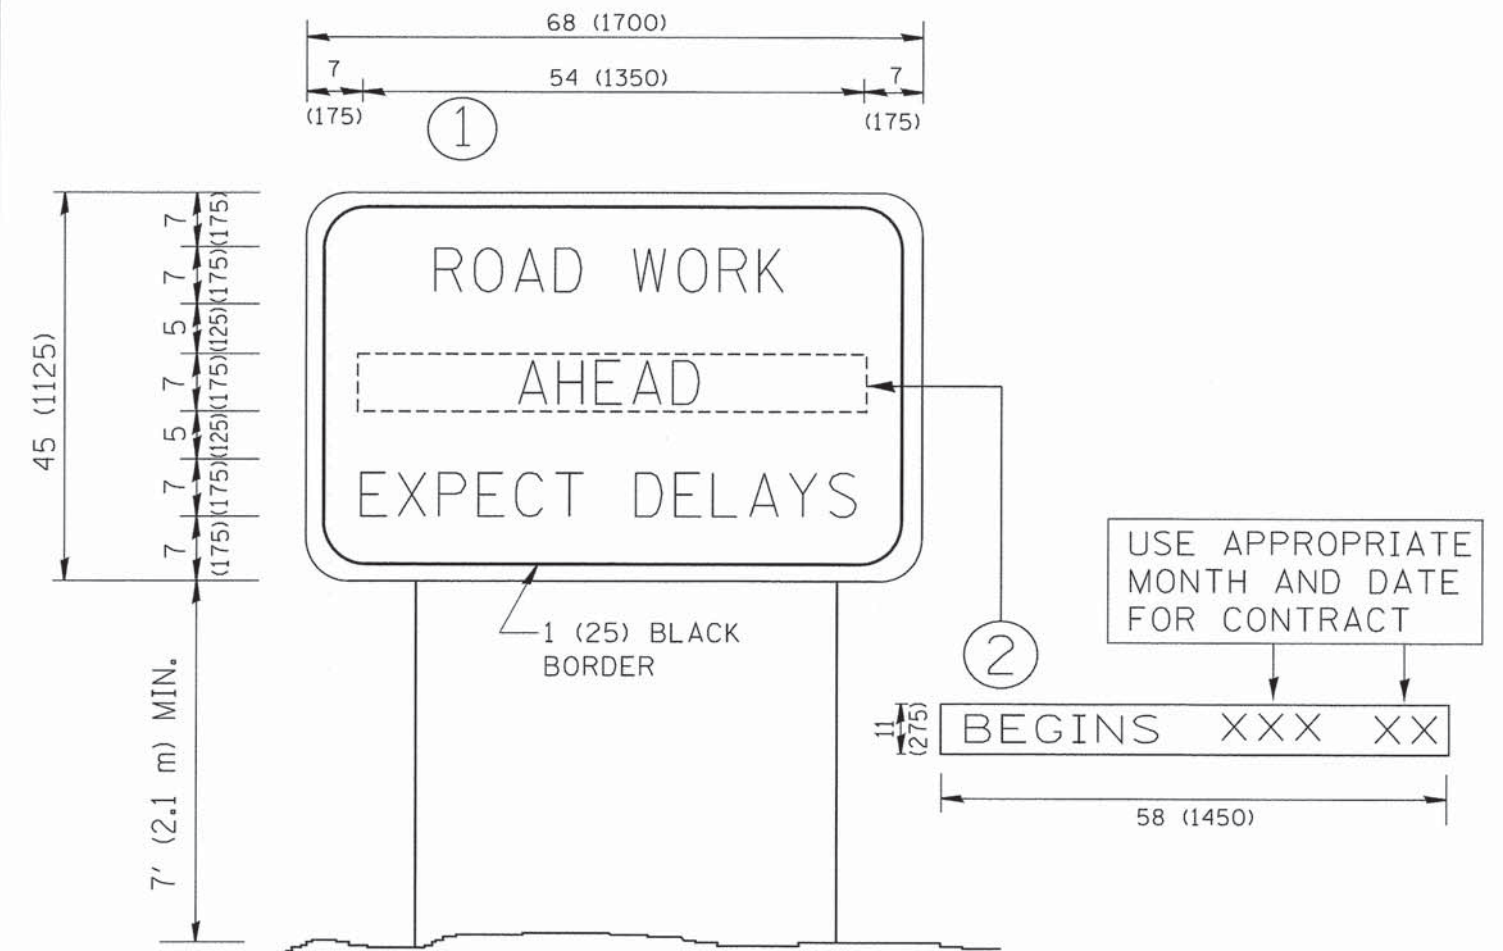 68 (1700)
7
54 (1350)
7
(175)
(175)
1
7 (175)
7 (175)
5 (125)
7 (175)
5 (125)
7 (175)
7 (175)
45 (1125)
ROAD WORK
AHEAD
EXPECT DELAYS
1 (25) BLACK
BORDER
7' (2.1 m) MIN.
2
USE APPROPRIATE
MONTH AND DATE
FOR CONTRACT
11
(275)
BEGINS XXX XX
58 (1450)